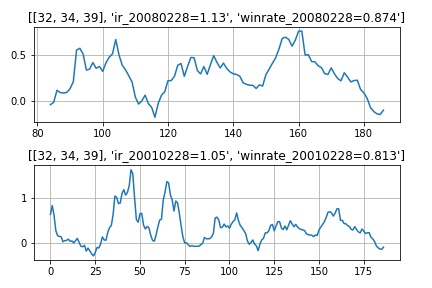 [[32, 34, 39], 'ir_20080228=1.13', 'winrate_20080228=0.874']
0.5
0.0
80 100 120 140 160 180
[[32, 34, 39], 'ir_20010228=1.05', 'winrate_20010228=0.813']
1
0
0 25 50 75 100 125 150 175